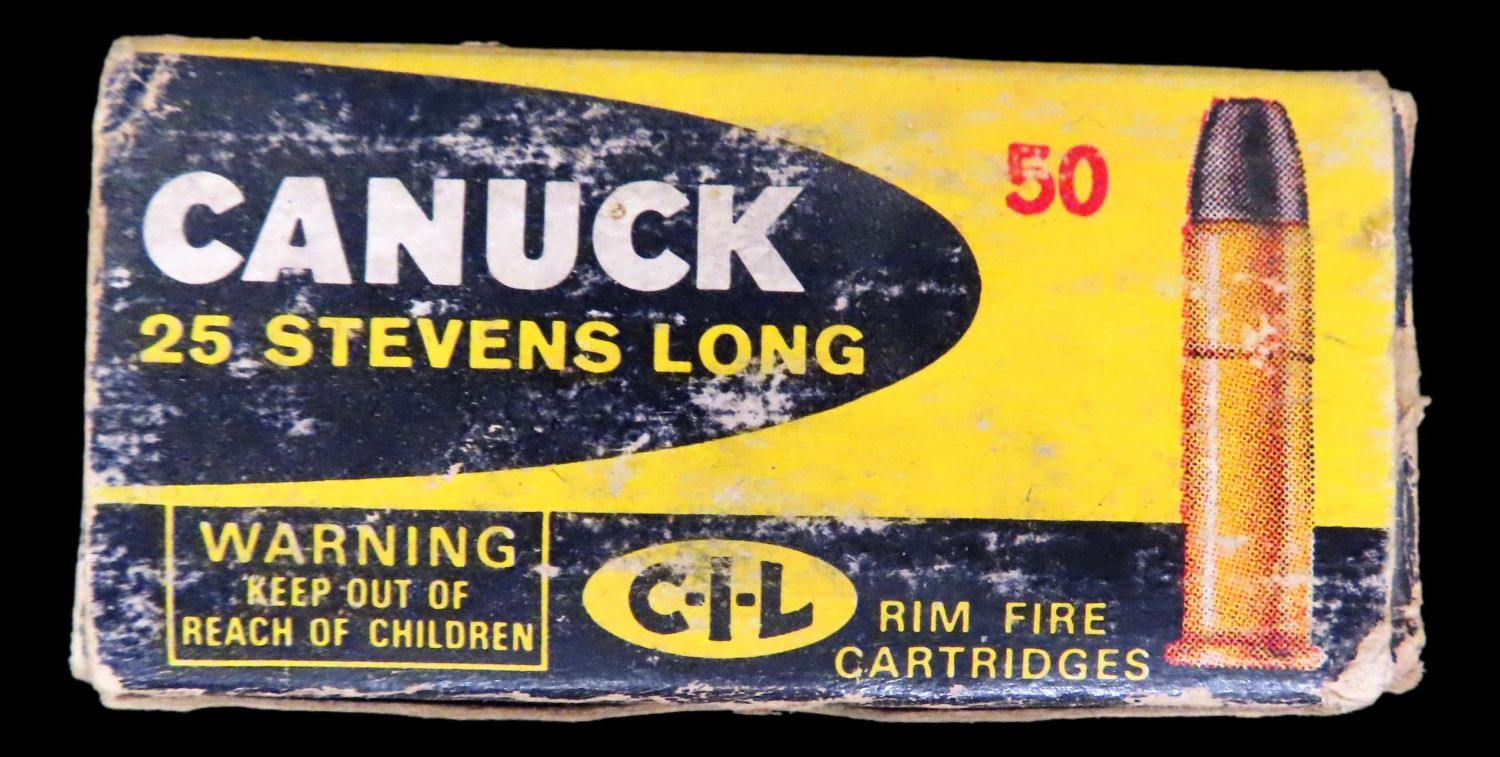 CANUCK
25 STEVENS LONG
50
WARNING
KEEP OUT OF
REACH OF CHILDREN
C-I-L
RIM FIRE
CARTRIDGES